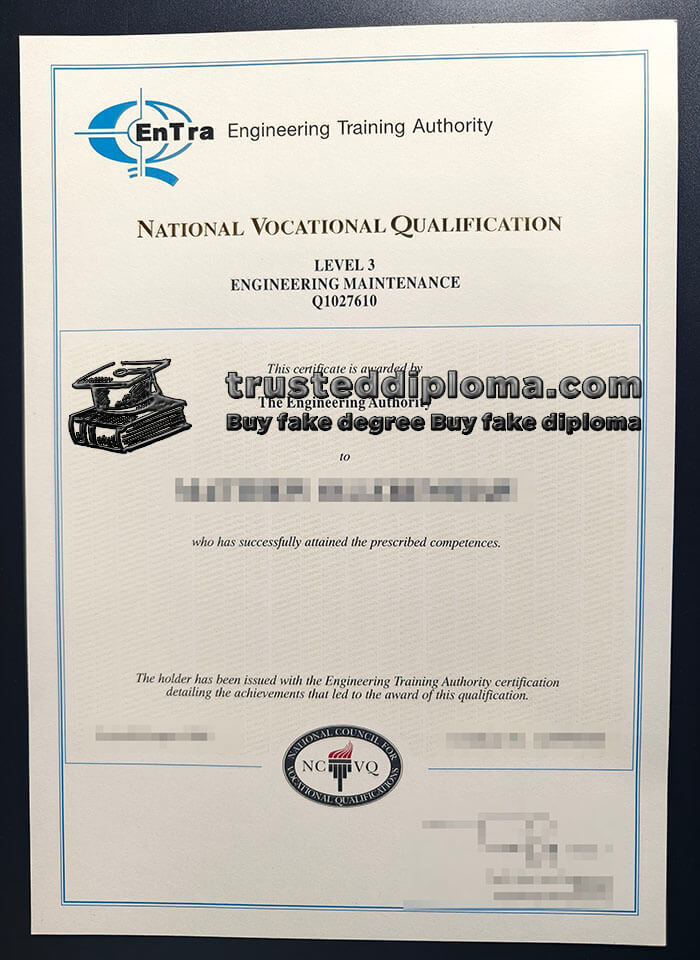 EnTra Engineering Training Authority
NATIONAL VOCATIONAL QUALIFICATION
LEVEL 3
ENGINEERING MAINTENANCE
Q1027610
This certificate is awarded by
trusteddiploma.com
The Engineering Authority
Buy fake degree Buy fake diploma
to
who has successfully attained the prescribed competences.
The holder has been issued with the Engineering Training Authority certification
detailing the achievements that led to the award of this qualification.
NATIONAL COUNCIL FOR
NC VQ
VOCATIONAL QUALIFICATIONS